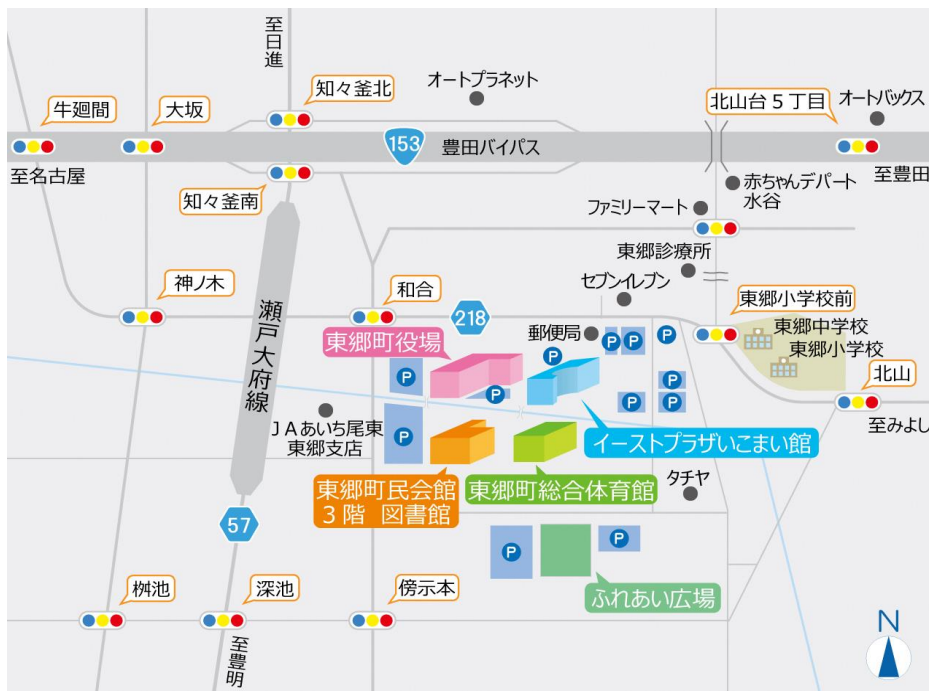 至日進
オートプラネット
知々釜北
牛廻間
大坂
北山台5丁目
オートバックス
153
豊田バイパス
至名古屋
至豊田
知々釜南
赤ちゃんデパート
水谷
ファミリーマート
東郷診療所
セブンイレブン
神ノ木
和合
218
東郷小学校前
瀬戸大府線
東郷町役場
郵便局
東郷中学校
東郷小学校
P
P
P
P
P
P
P
P
P
P
P
北山
至みよし
JAあいち尾東
東郷支店
イーストプラザいこまい館
東郷町民会館
3階 図書館
東郷町総合体育館
タチヤ
57
P
P
ふれあい広場
桝池
深池
傍示本
至豊明
N